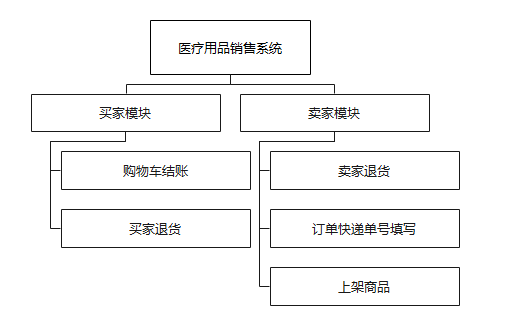 医疗用品销售系统
买家模块
卖家模块
购物车结账
卖家退货
买家退货
订单快递单号填写
上架商品